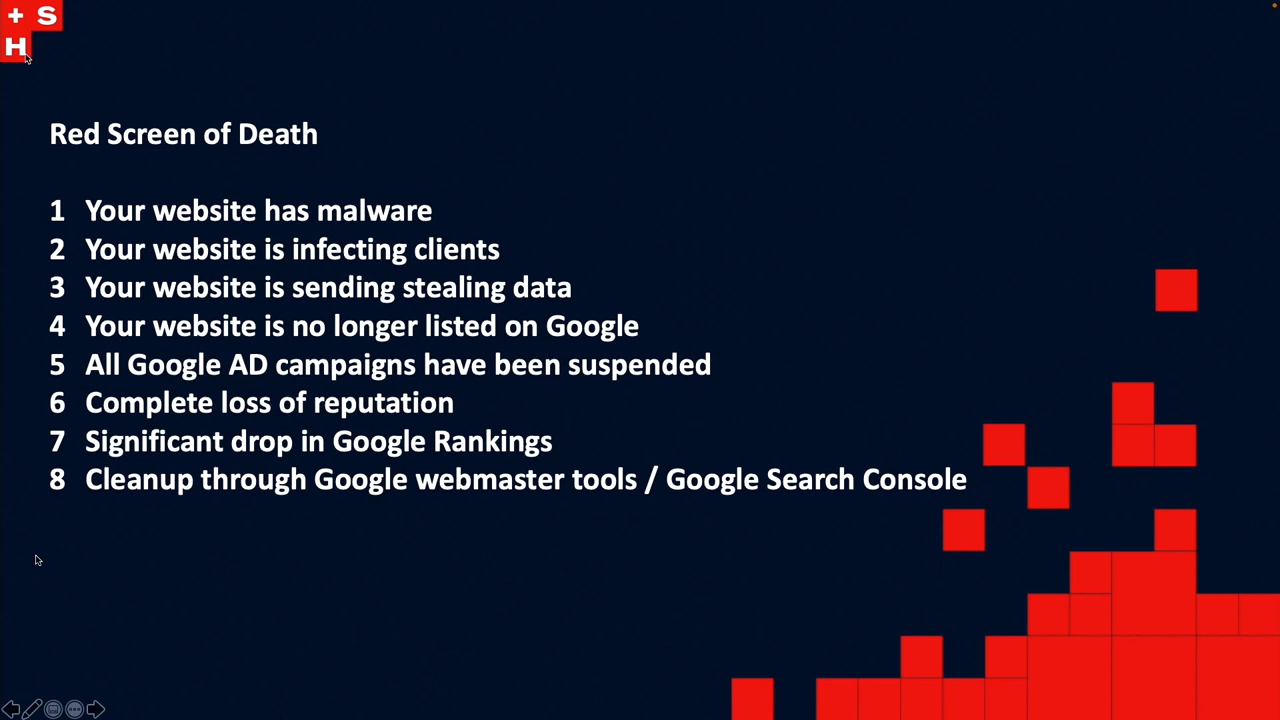 + S
H
Red Screen of Death
1 Your website has malware
2 Your website is infecting clients
3 Your website is sending stealing data
4 Your website is no longer listed on Google
5 All Google AD campaigns have been suspended
6 Complete loss of reputation
7 Significant drop in Google Rankings
8 Cleanup through Google webmaster tools / Google Search Console